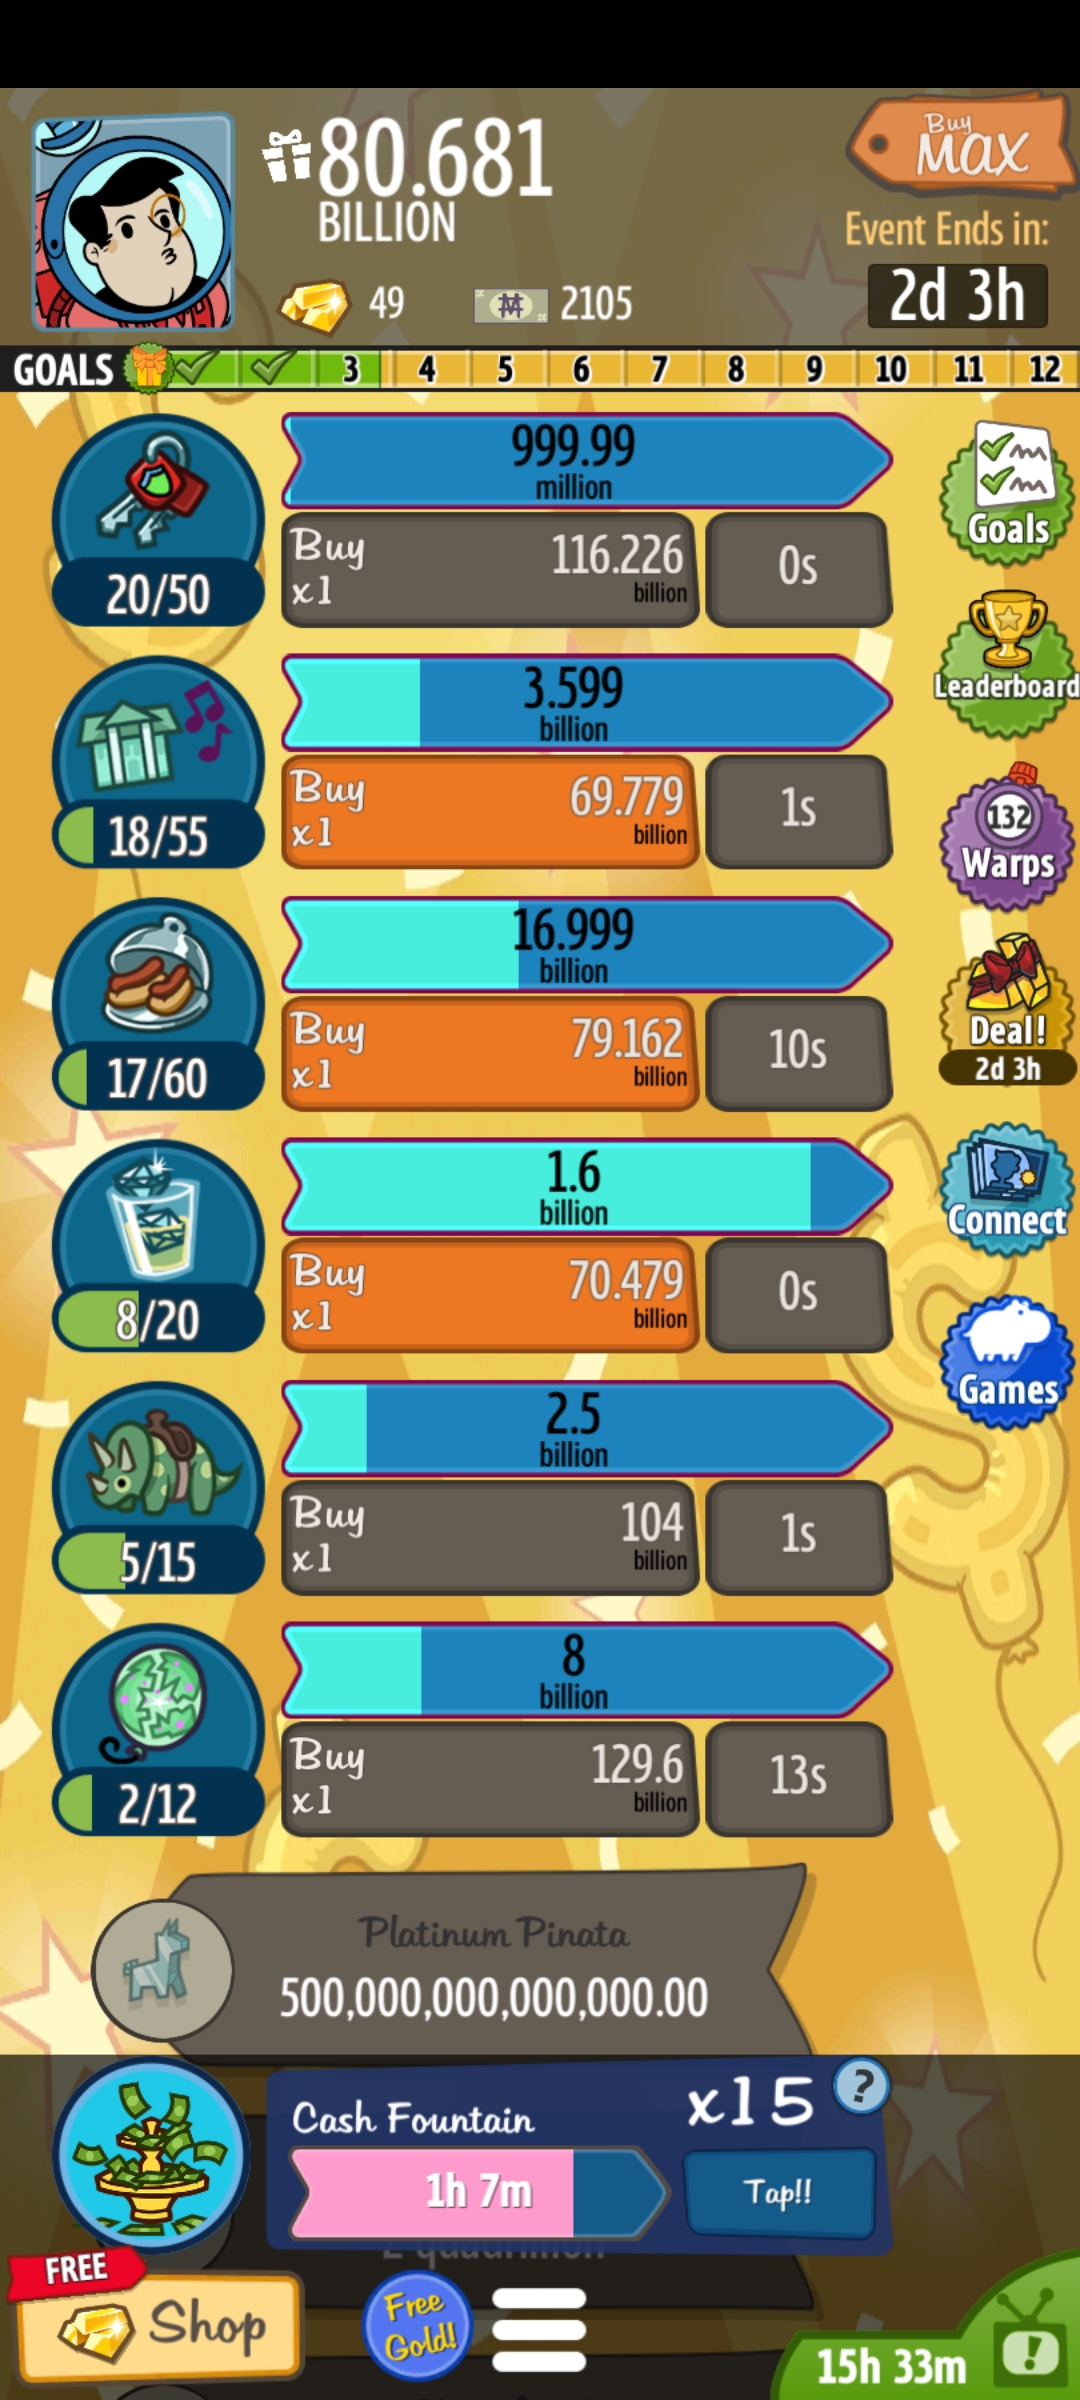 80.681
BILLION
Buy
MAX
Event Ends in:
2d 3h
49
2105
GOALS 3 4 5 6 7 8 9 10 11 12
999.99
million
Buy
x1
116.226
billion
0s
20/50
Goals
3.599
billion
Buy
x1
69.779
billion
1s
18/55
Leaderboard
16.999
billion
Buy
x1
79.162
billion
10s
17/60
132
Warps
Deal!
2d 3h
1.6
billion
Buy
x1
70.479
billion
0s
8/20
Connect
Games
2.5
billion
Buy
x1
104
billion
1s
5/15
8
billion
Buy
x1
129.6
billion
13s
2/12
Platinum Pinata
500,000,000,000,000.00
Cash Fountain
x15
?
1h 7m
Tap!!
FREE
Shop
Free
Gold!
15h 33m
!